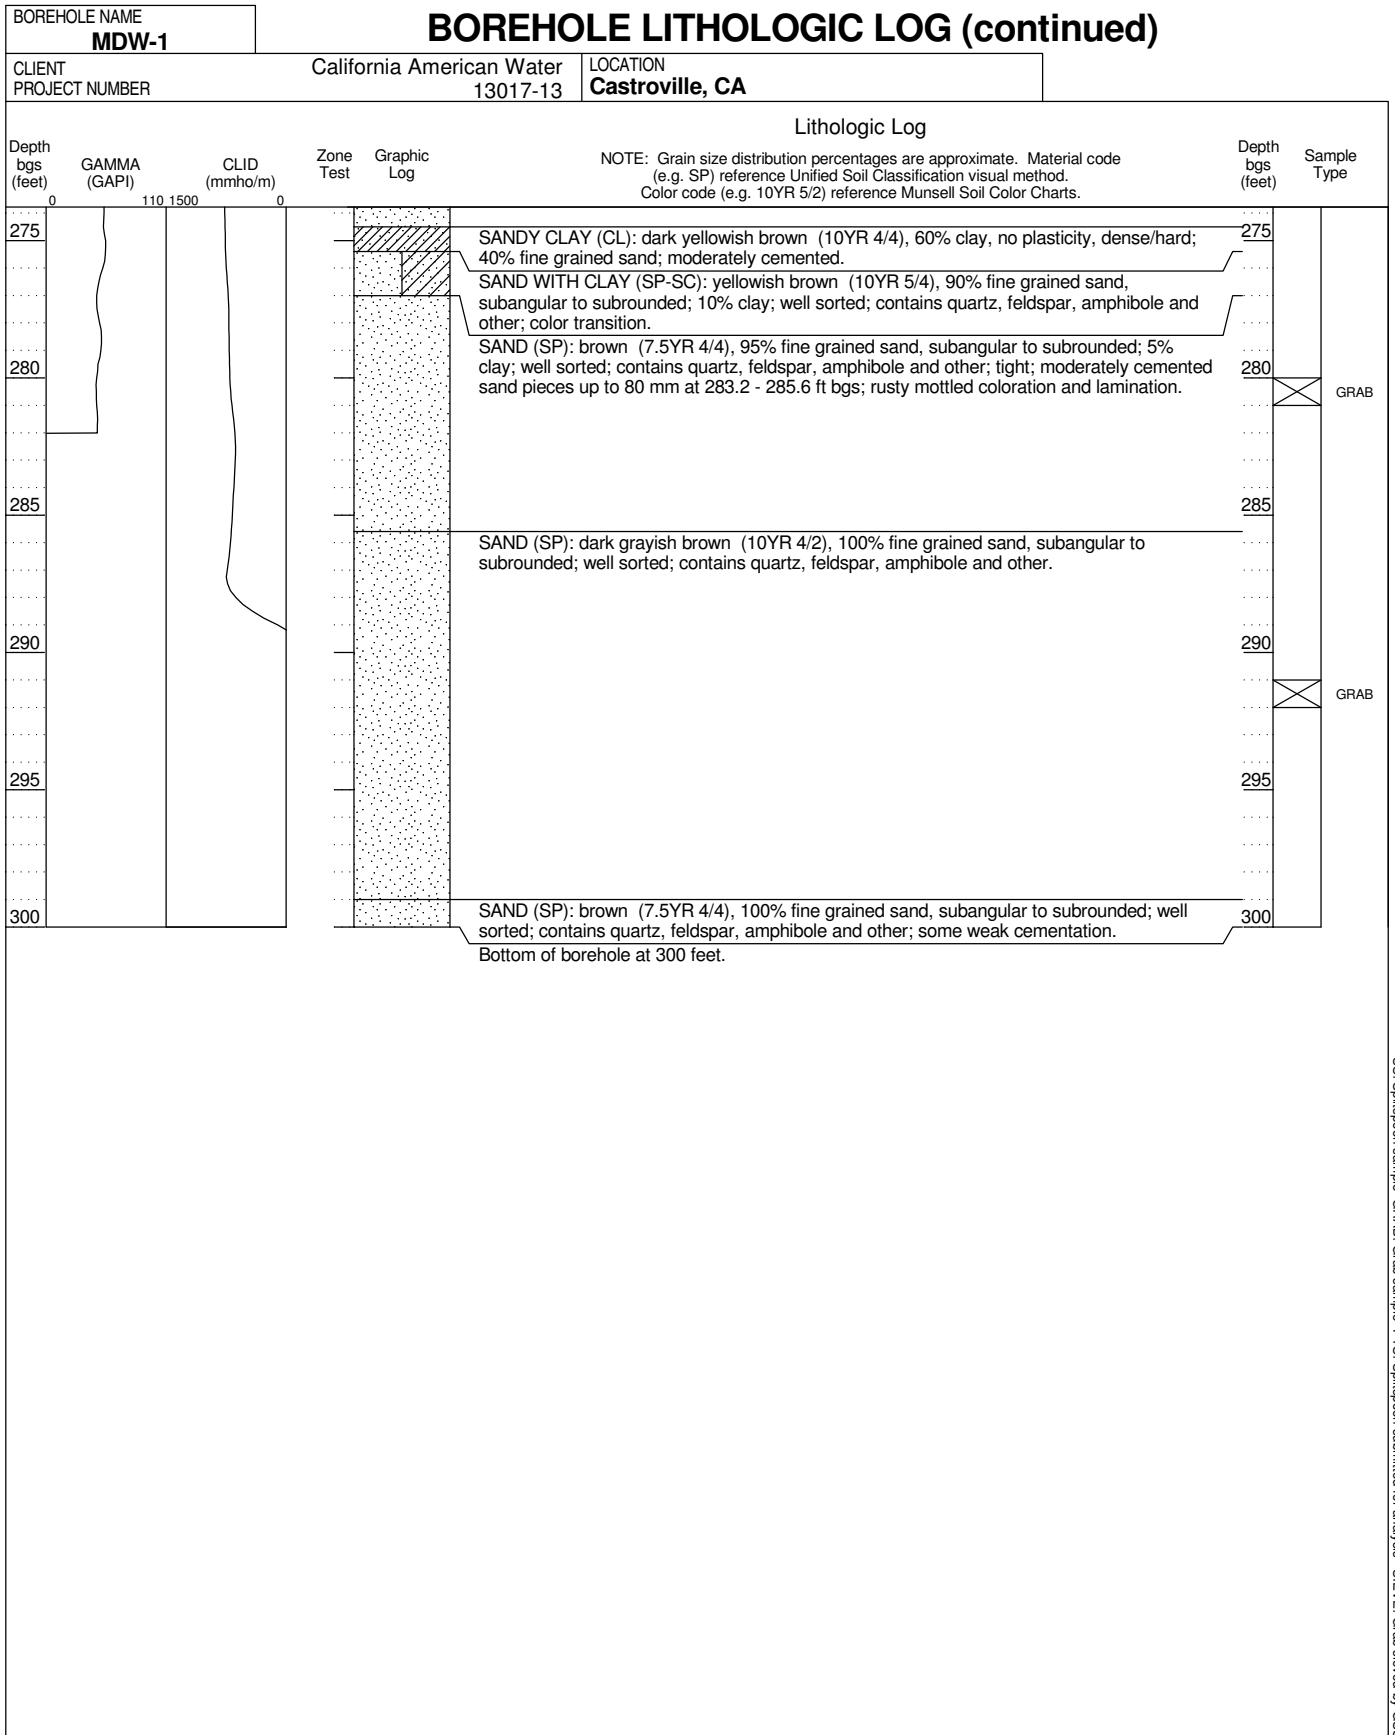 BOREHOLE NAME
MDW-1
BOREHOLE LITHOLOGIC LOG (continued)
CLIENT California American Water
PROJECT NUMBER 13017-13
LOCATION
Castroville, CA
Depth
bgs
(feet)
GAMMA
(GAPI)
0 110
CLID
(mmho/m)
1500 0
Zone
Test
Graphic
Log
Lithologic Log
NOTE: Grain size distribution percentages are approximate. Material code
(e.g. SP) reference Unified Soil Classification visual method.
Color code (e.g. 10YR 5/2) reference Munsell Soil Color Charts.
Depth
bgs
(feet)
Sample
Type
275
SANDY CLAY (CL): dark yellowish brown (10YR 4/4), 60% clay, no plasticity, dense/hard;
40% fine grained sand; moderately cemented.
275
SAND WITH CLAY (SP-SC): yellowish brown (10YR 5/4), 90% fine grained sand,
subangular to subrounded; 10% clay; well sorted; contains quartz, feldspar, amphibole and
other; color transition.
SAND (SP): brown (7.5YR 4/4), 95% fine grained sand, subangular to subrounded; 5%
clay; well sorted; contains quartz, feldspar, amphibole and other; tight; moderately cemented
sand pieces up to 80 mm at 283.2 - 285.6 ft bgs; rusty mottled coloration and lamination.
280
280
GRAB
285
285
SAND (SP): dark grayish brown (10YR 4/2), 100% fine grained sand, subangular to
subrounded; well sorted; contains quartz, feldspar, amphibole and other.
290
290
GRAB
295
295
300
SAND (SP): brown (7.5YR 4/4), 100% fine grained sand, subangular to subrounded; well
sorted; contains quartz, feldspar, amphibole and other; some weak cementation.
300
Bottom of borehole at 300 feet.